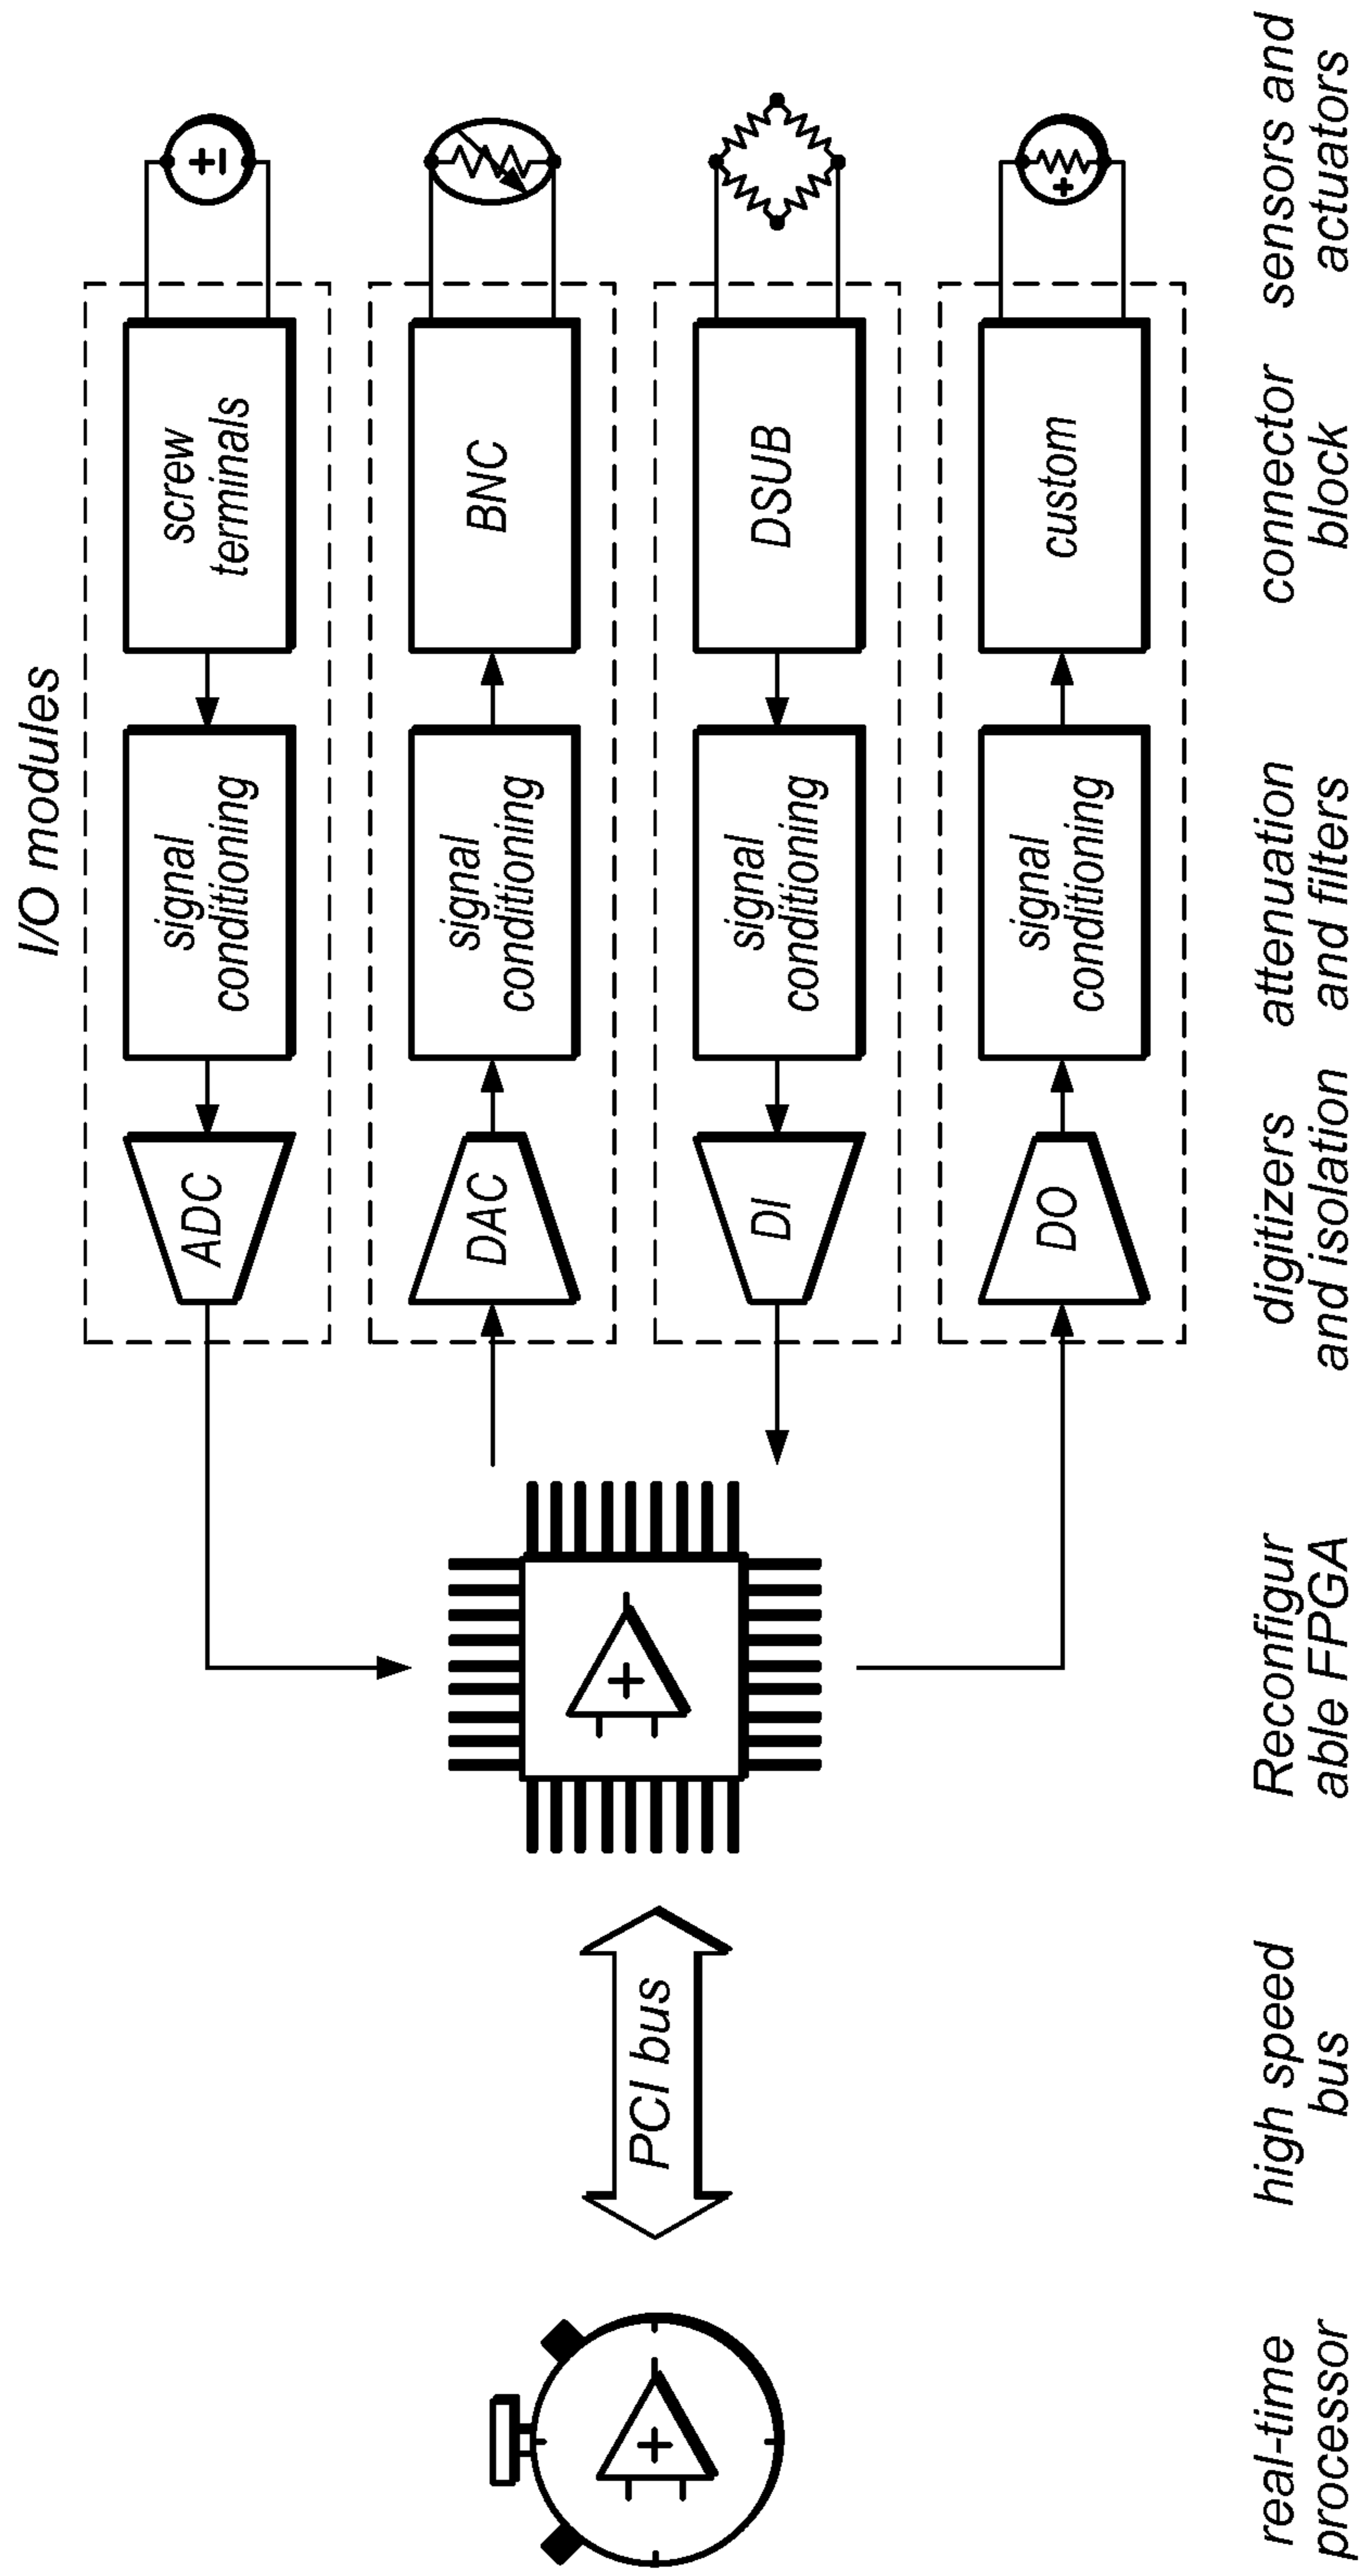 I/O modules
ADC
signal
conditioning
screw
terminals
DAC
signal
conditioning
BNC
PCI bus
DI
signal
conditioning
DSUB
DO
signal
conditioning
custom
real-time
processor
high speed
bus
Reconfigur
able FPGA
digitizers
and isolation
attenuation
and filters
connector
block
sensors and
actuators